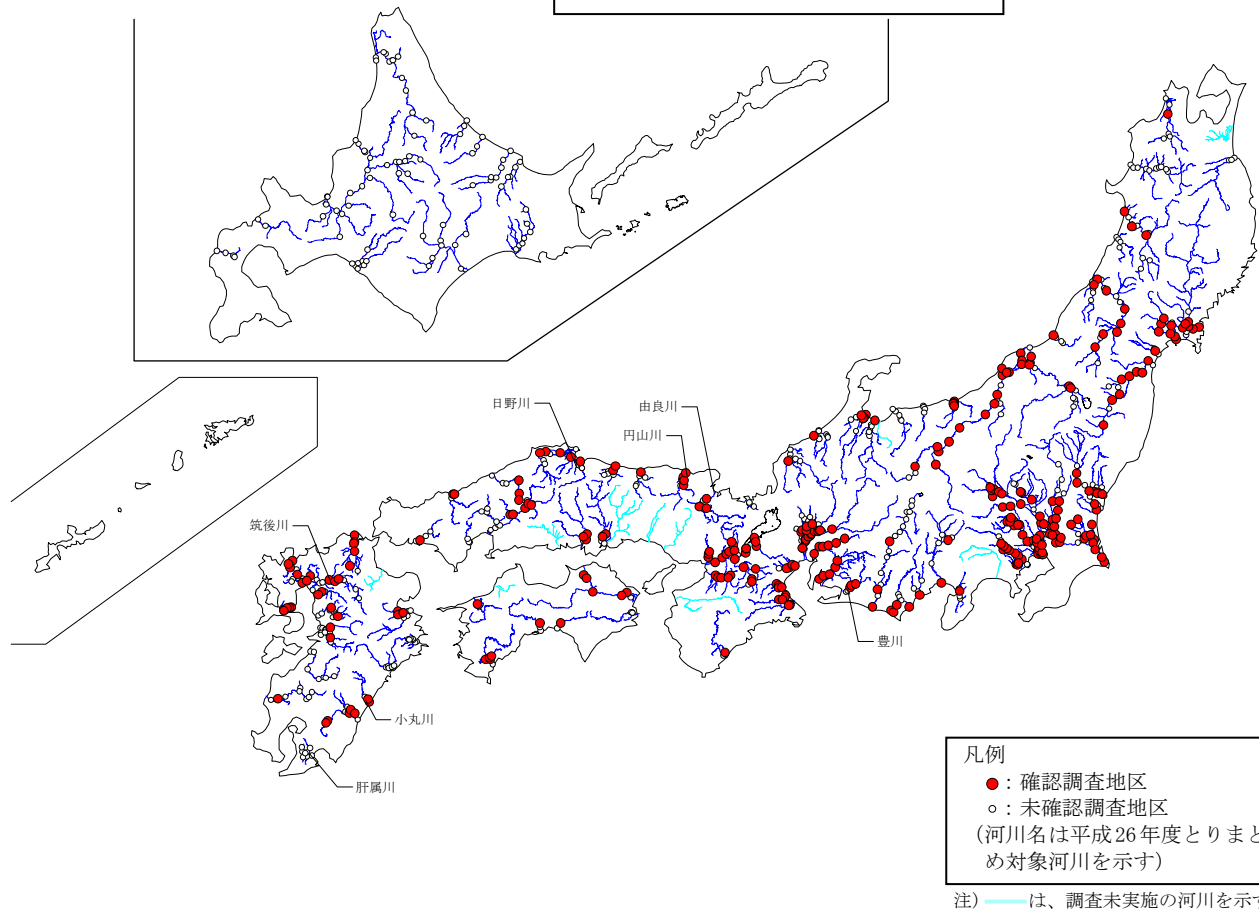 日野川
由良川
円山川
筑後川
豊川
小丸川
肝属川
凡例
●：確認調査地区
○：未確認調査地区
（河川名は平成26年度とりまと
め対象河川を示す）
注）――は、調査未実施の河川を示す